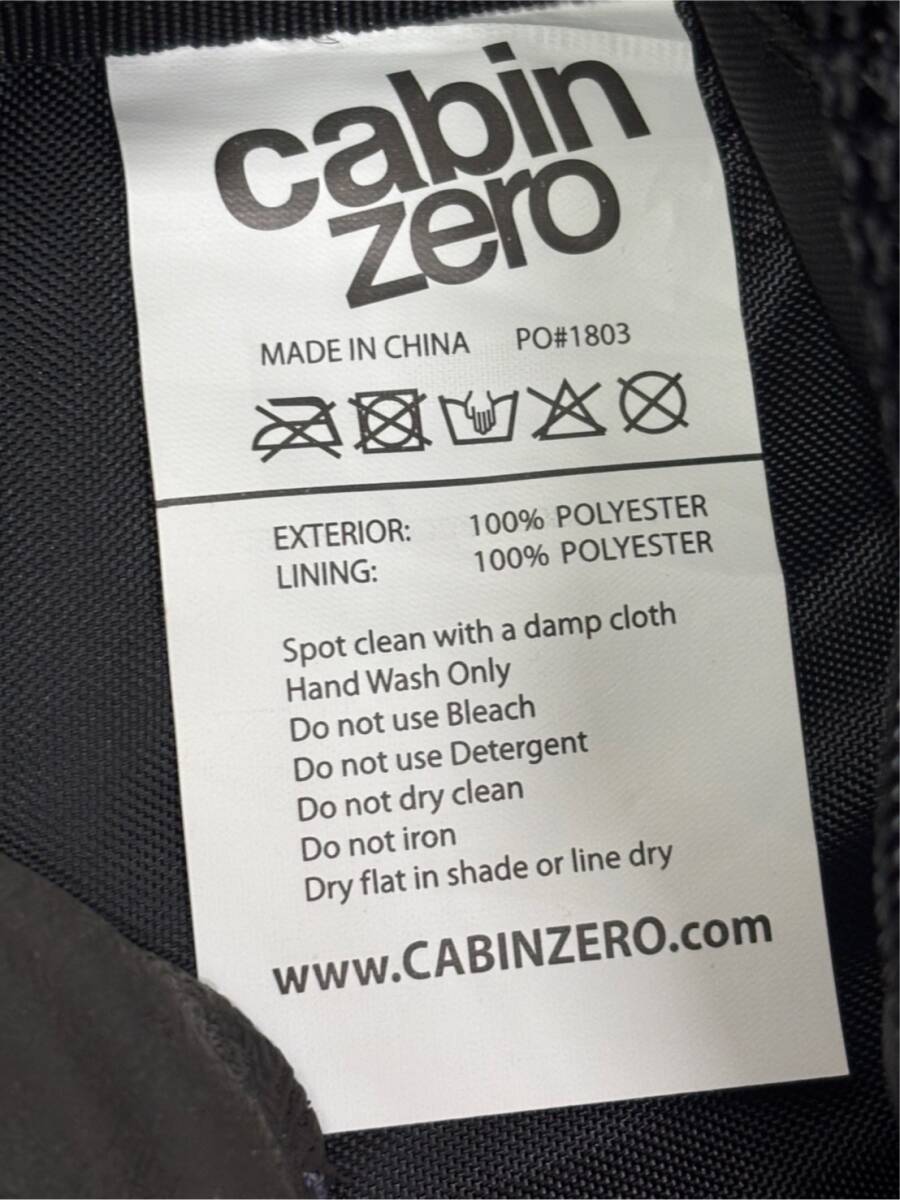 cabin
zero
MADE IN CHINA PO#1803
EXTERIOR: 100% POLYESTER
LINING: 100% POLYESTER
Spot clean with a damp cloth
Hand Wash Only
Do not use Bleach
Do not use Detergent
Do not dry clean
Do not iron
Dry flat in shade or line dry
www.CABINZERO.com